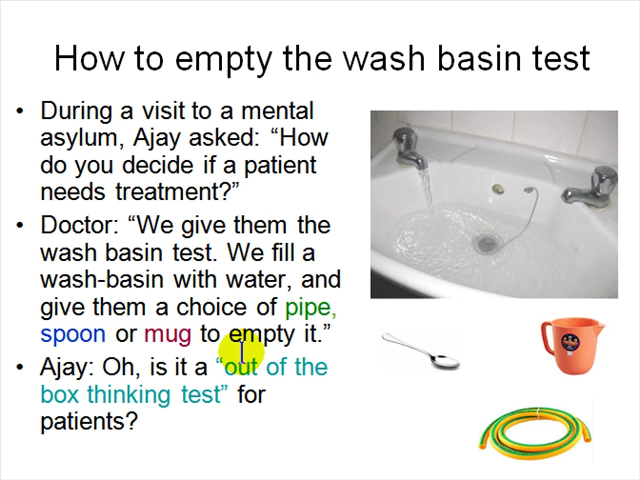 How to empty the wash basin test
• During a visit to a mental
asylum, Ajay asked: “How
do you decide if a patient
needs treatment?”
• Doctor: “We give them the
wash basin test. We fill a
wash-basin with water, and
give them a choice of pipe,
spoon or mug to empty it.”
• Ajay: Oh, is it a “out of the
box thinking test” for
patients?